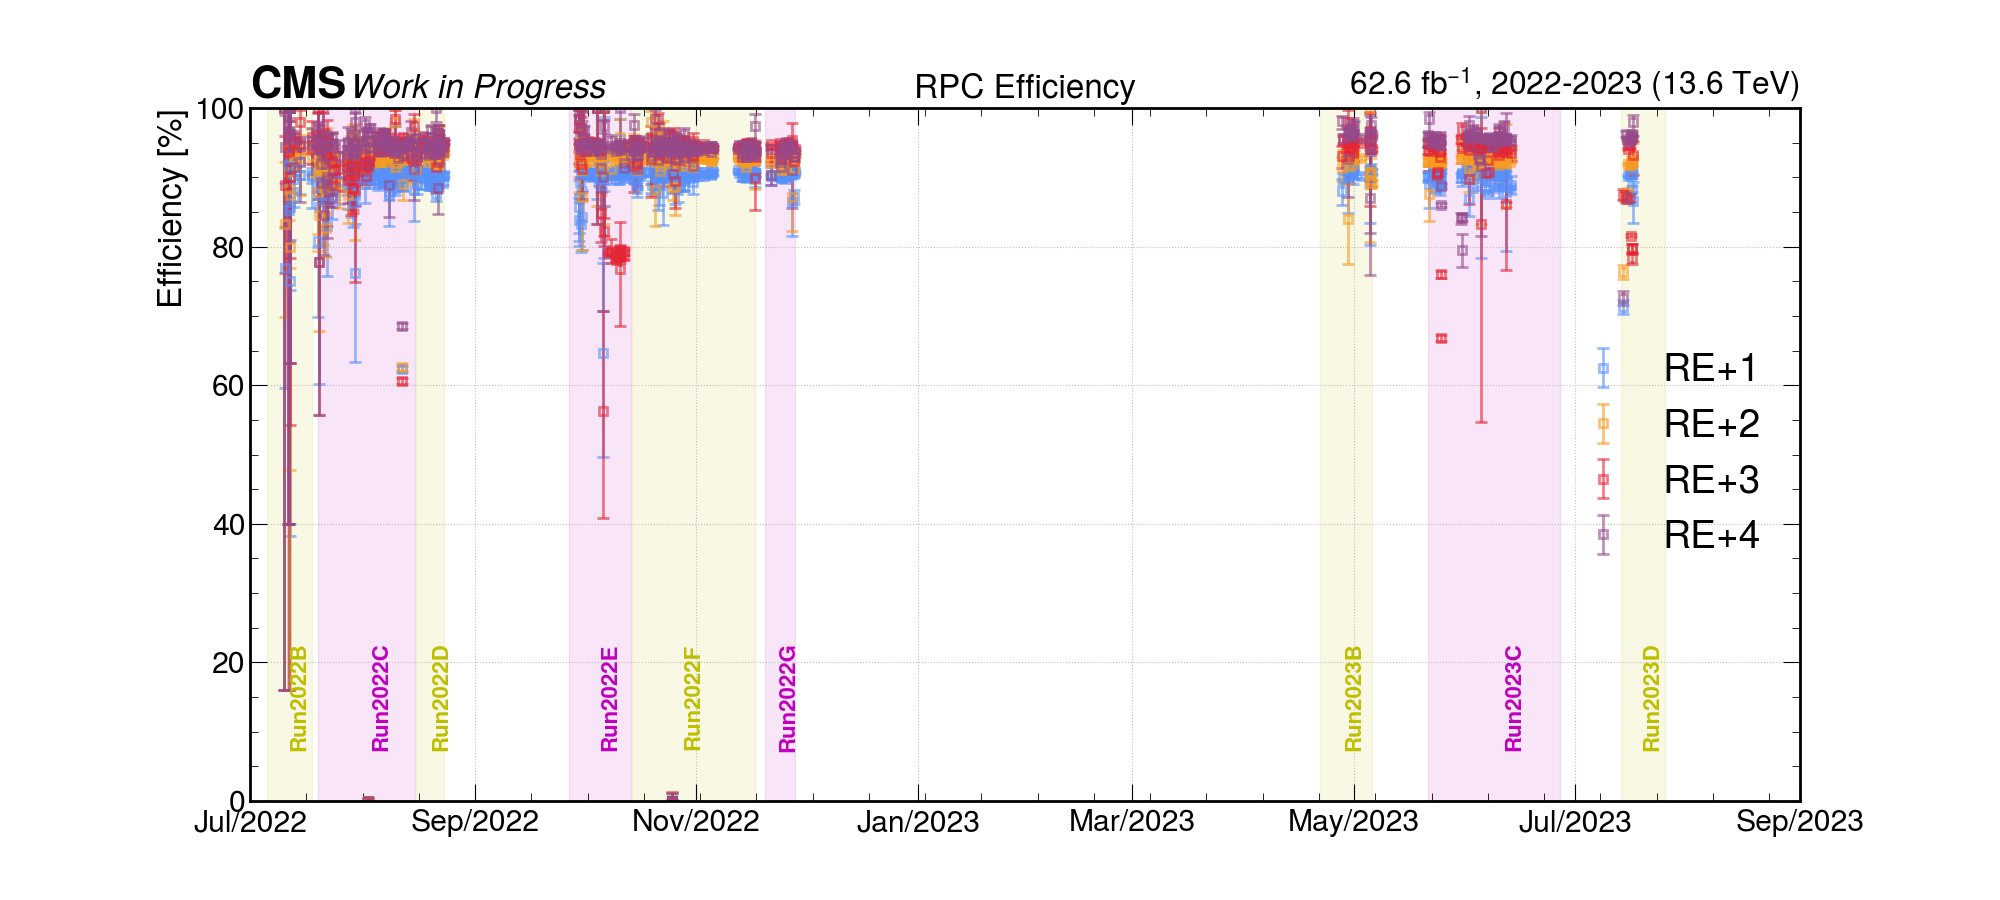 CMS Work in Progress RPC Efficiency 62.6 fb⁻¹, 2022-2023 (13.6 TeV)
Efficiency [%]
100
80
60
40
20
0
RE+1
RE+2
RE+3
RE+4
Run2022B
Run2022C
Run2022D
Run2022E
Run2022F
Run2022G
Run2023B
Run2023C
Run2023D
Jul/2022 Sep/2022 Nov/2022 Jan/2023 Mar/2023 May/2023 Jul/2023 Sep/2023